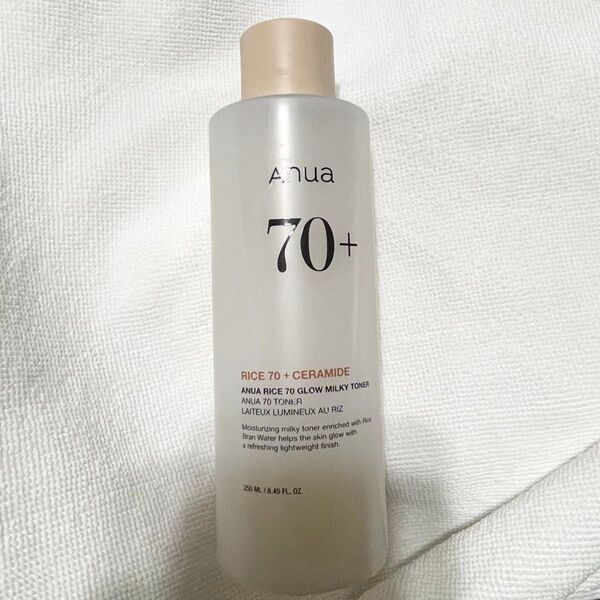 Anua
70+
RICE 70 + CERAMIDE
ANUA RICE 70 GLOW MILKY TONER
ANUA 70 TONER
LAITEUX LUMINEUX AU RIZ
Moisturizing milky toner enriched with Rice
Bran Water helps the skin glow with
a refreshing lightweight finish.
250 ML / 8.45 FL. OZ.